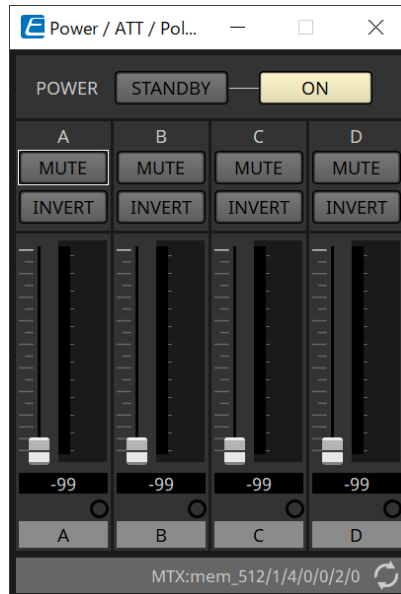 Power / ATT / Pol...
POWER STANDBY ON
A B C D
MUTE MUTE MUTE MUTE
INVERT INVERT INVERT INVERT
-99 -99 -99 -99
A B C D
MTX:mem_512/1/4/0/0/2/0